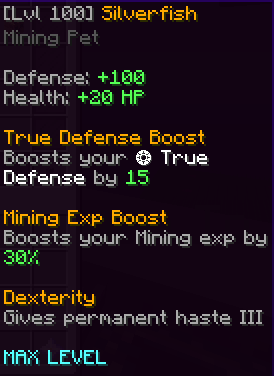 [Lvl 100] Silverfish
Mining Pet
Defense: +100
Health: +20 HP
True Defense Boost
Boosts your ❂ True
Defense by 15
Mining Exp Boost
Boosts your Mining exp by
30%
Dexterity
Gives permanent haste III
MAX LEVEL